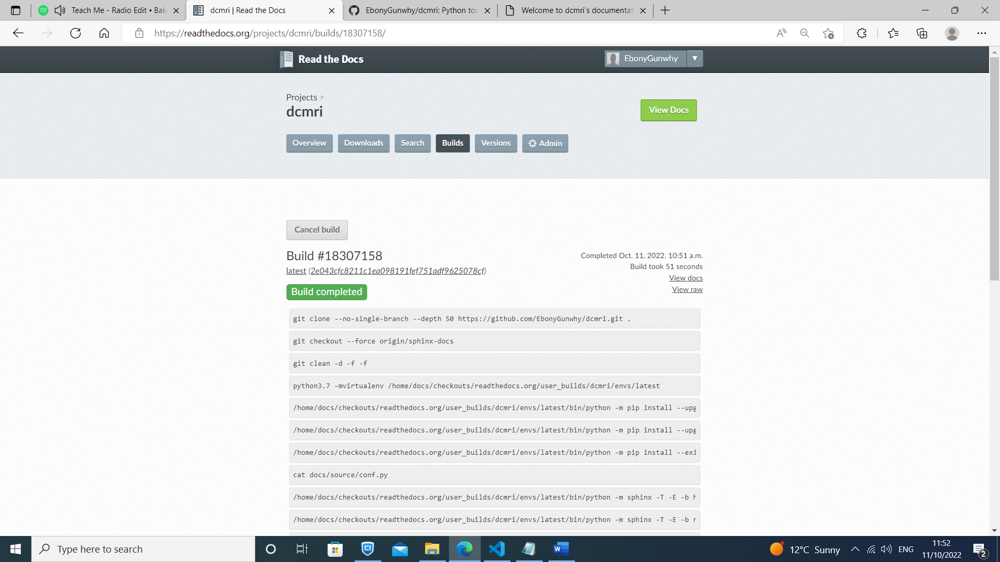 Teach Me - Radio Edit • Bak
dcmri | Read the Docs
EbonyGunwhy/dcmri: Python too
Welcome to dcmri's documentat
https://readthedocs.org/projects/dcmri/builds/18307158/
Read the Docs
EbonyGunwhy
Projects >
dcmri
View Docs
Overview
Downloads
Search
Builds
Versions
Admin
Cancel build
Build #18307158
Completed Oct. 11, 2022. 10:51 a.m.
latest (2e043cfc8211c1ea098191fef751adf9625078cf)
Build took 51 seconds
View docs
View raw
Build completed
git clone --no-single-branch --depth 50 https://github.com/EbonyGunwhy/dcmri.git .
git checkout --force origin/sphinx-docs
git clean -d -f -f
python3.7 -mvirtualenv /home/docs/checkouts/readthedocs.org/user_builds/dcmri/envs/latest
/home/docs/checkouts/readthedocs.org/user_builds/dcmri/envs/latest/bin/python -m pip install --upg
/home/docs/checkouts/readthedocs.org/user_builds/dcmri/envs/latest/bin/python -m pip install --upg
/home/docs/checkouts/readthedocs.org/user_builds/dcmri/envs/latest/bin/python -m pip install --exi
cat docs/source/conf.py
/home/docs/checkouts/readthedocs.org/user_builds/dcmri/envs/latest/bin/python -m sphinx -T -E -b h
/home/docs/checkouts/readthedocs.org/user_builds/dcmri/envs/latest/bin/python -m sphinx -T -E -b r
Type here to search
12°C Sunny
ENG
11:52
11/10/2022
2